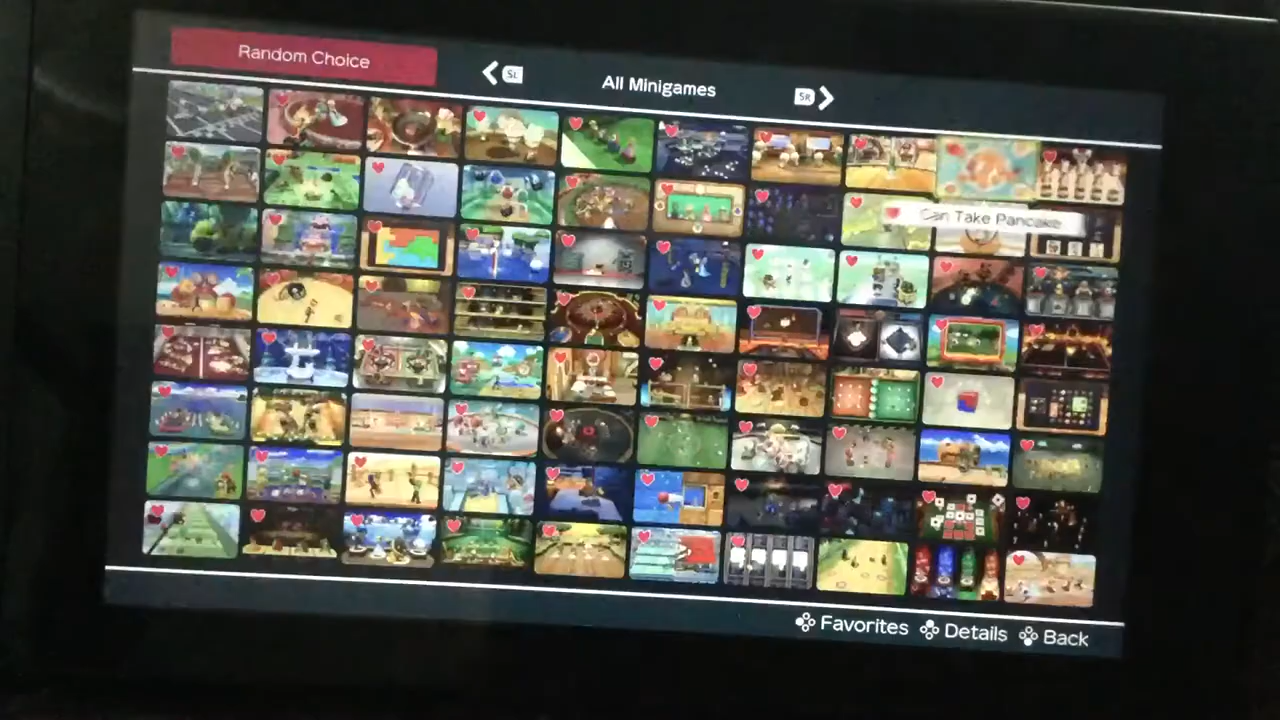 Random Choice
SL
All Minigames
SR
Can Take Pancake
Favorites
Details
Back